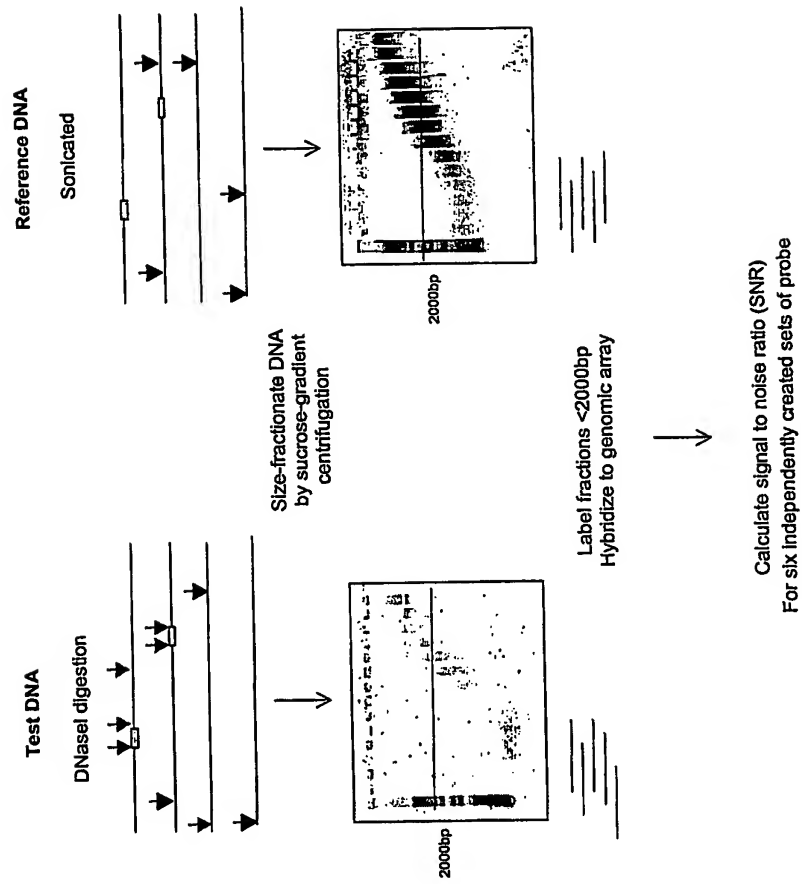 Test DNA
DNaseI digestion
2000bp
Reference DNA
Sonicated
2000bp
Size-fractionate DNA
by sucrose-gradient
centrifugation
Label fractions <2000bp
Hybridize to genomic array
Calculate signal to noise ratio (SNR)
For six independently created sets of probe